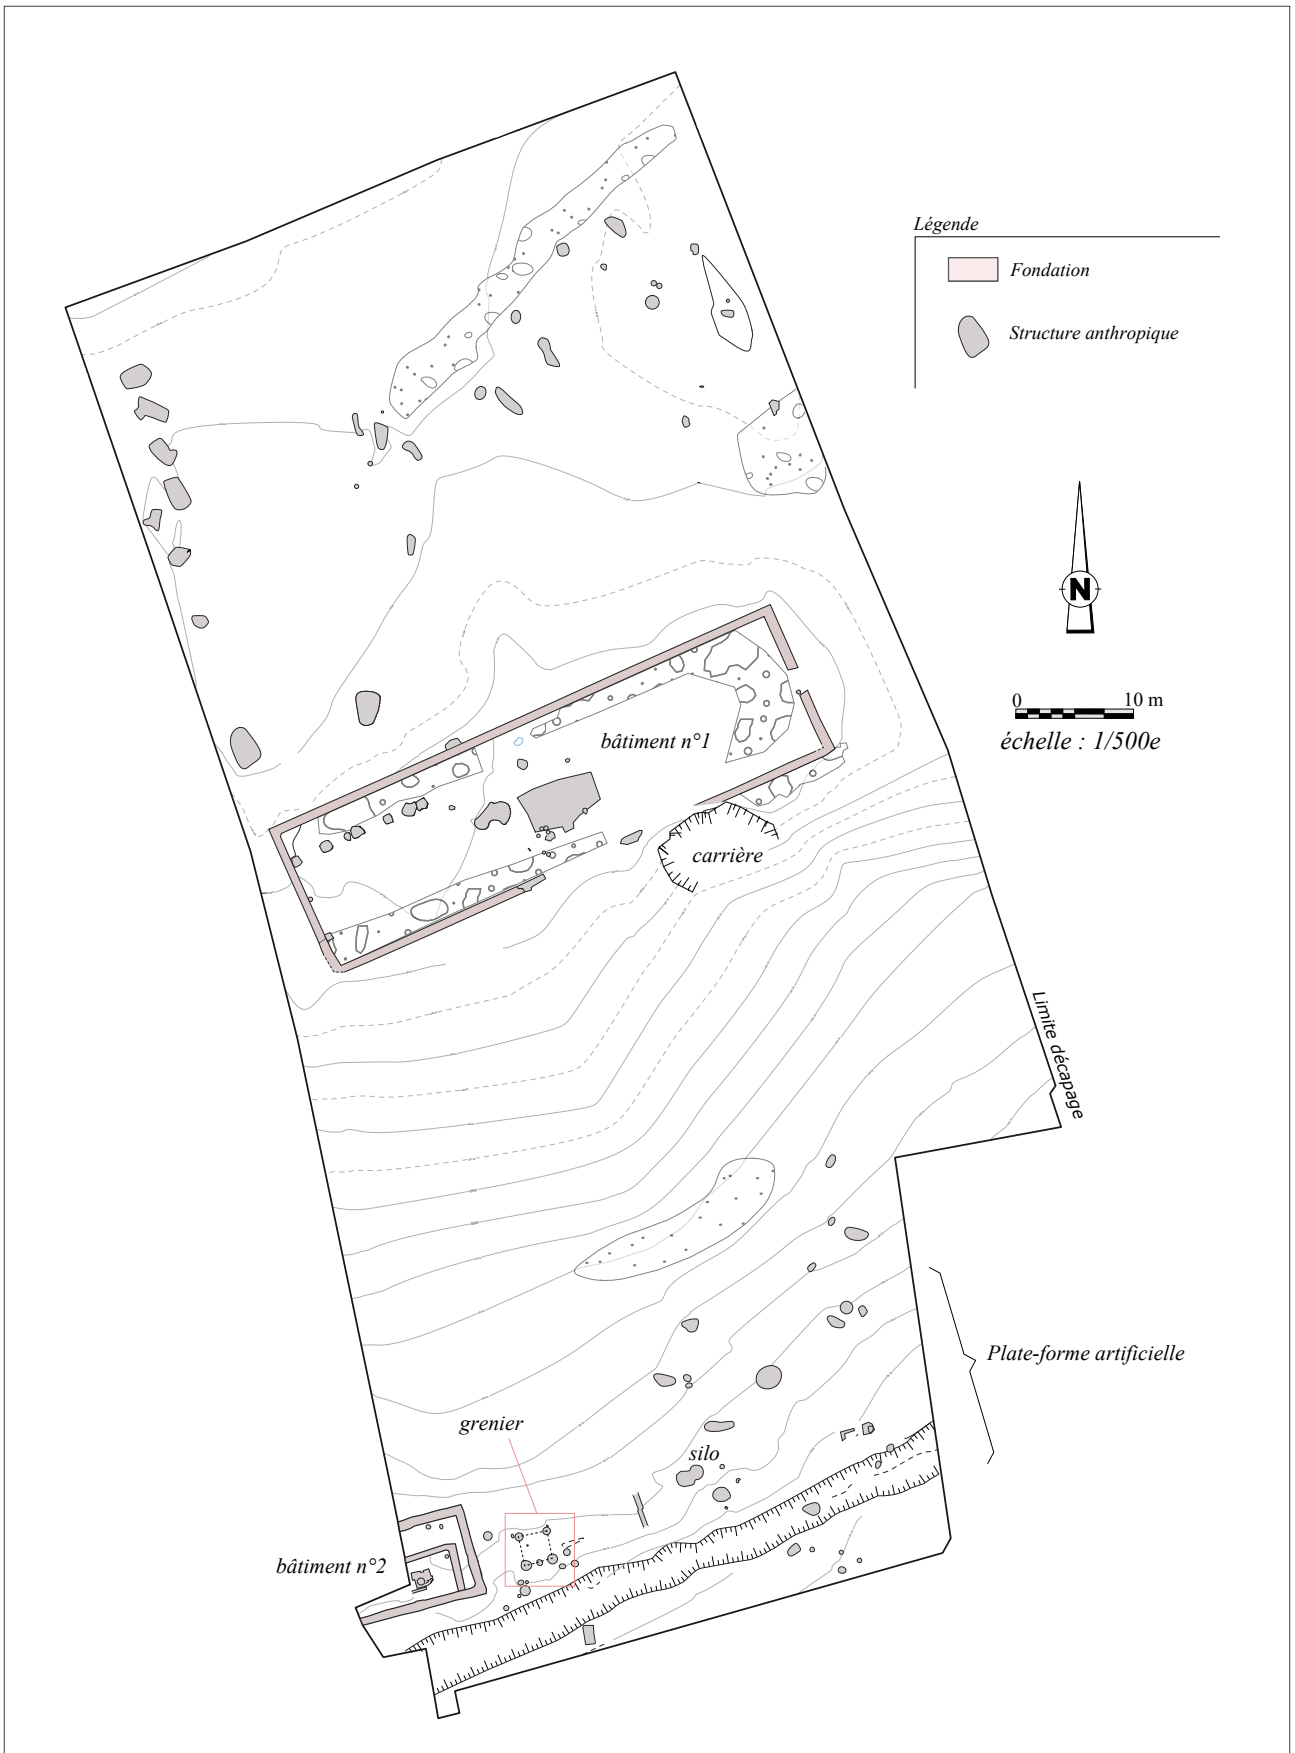 Légende
Fondation
Structure anthropique
N
0 10 m
échelle : 1/500e
bâtiment n°1
carrière
Limite décapage
Plate-forme artificielle
grenier
silo
bâtiment n°2